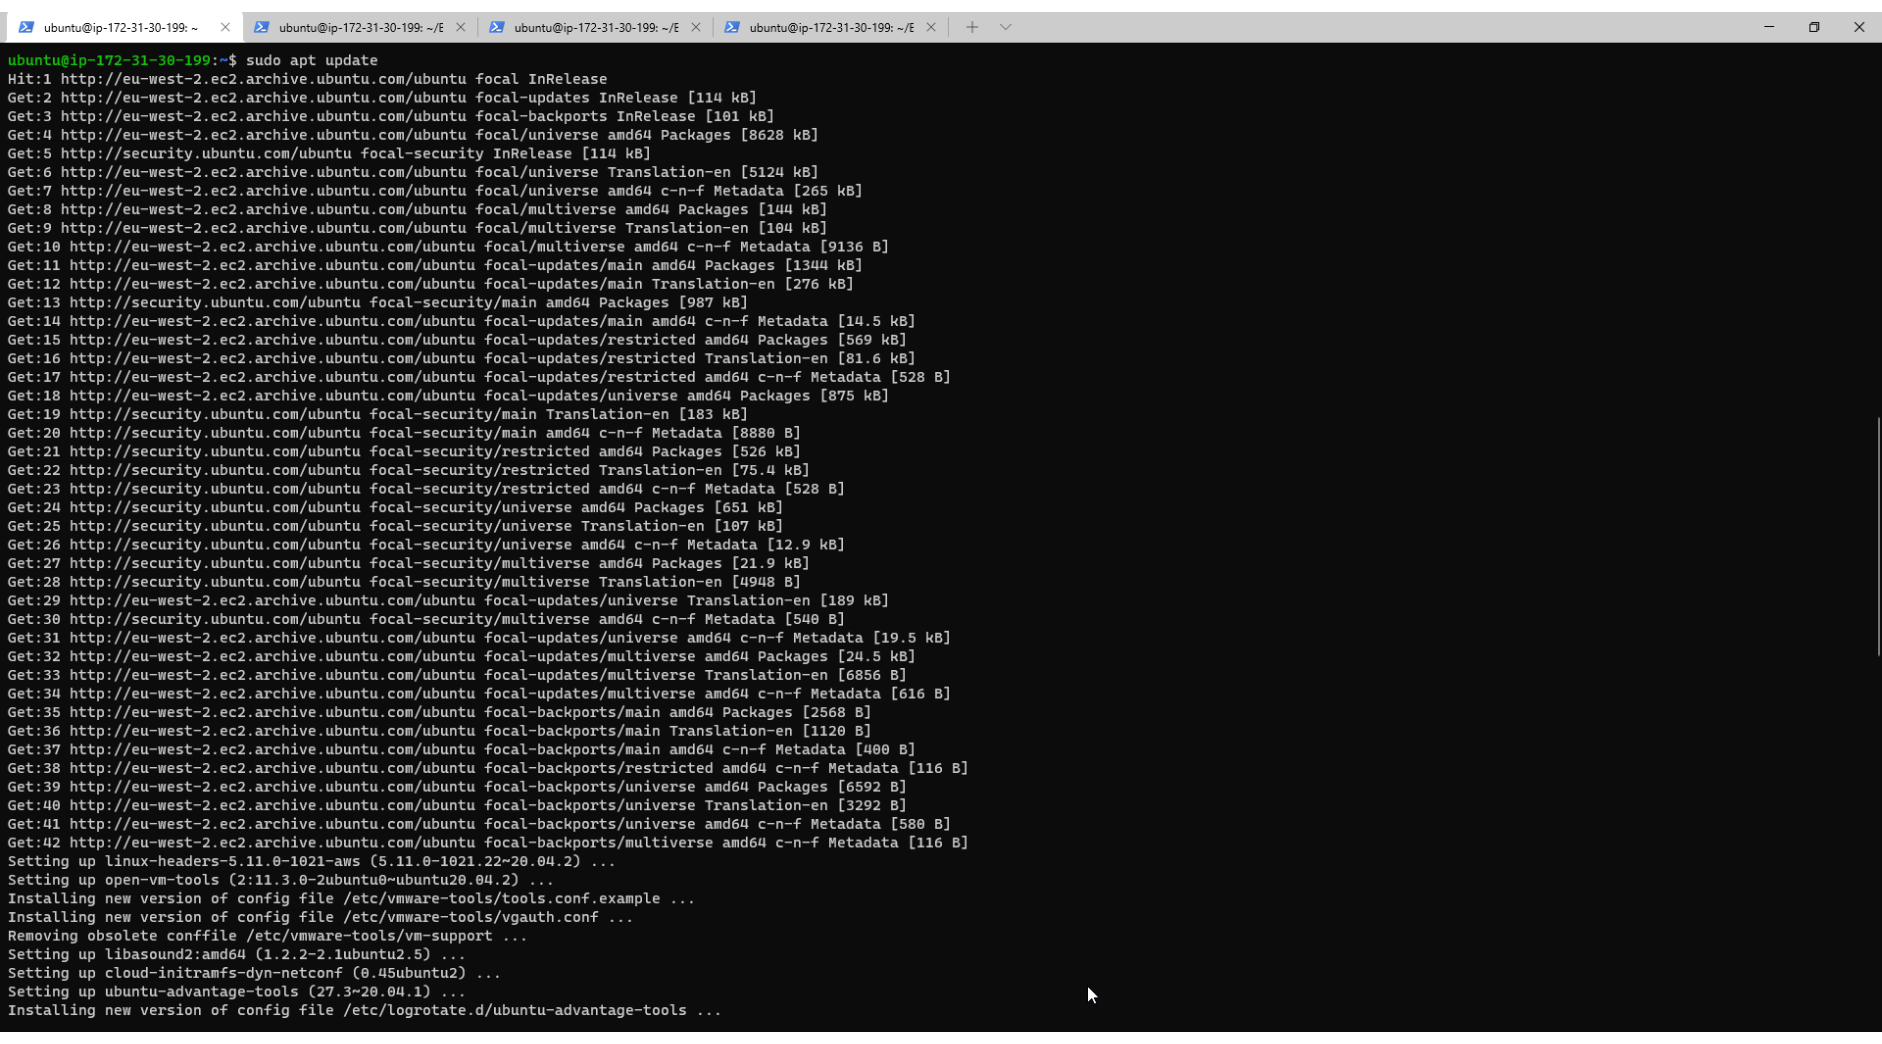 ubuntu@ip-172-31-30-199: ~
ubuntu@ip-172-31-30-199: ~/E
ubuntu@ip-172-31-30-199: ~/E
ubuntu@ip-172-31-30-199: ~/E
ubuntu@ip-172-31-30-199:~$ sudo apt update
Hit:1 http://eu-west-2.ec2.archive.ubuntu.com/ubuntu focal InRelease
Get:2 http://eu-west-2.ec2.archive.ubuntu.com/ubuntu focal-updates InRelease [114 kB]
Get:3 http://eu-west-2.ec2.archive.ubuntu.com/ubuntu focal-backports InRelease [101 kB]
Get:4 http://eu-west-2.ec2.archive.ubuntu.com/ubuntu focal/universe amd64 Packages [8628 kB]
Get:5 http://security.ubuntu.com/ubuntu focal-security InRelease [114 kB]
Get:6 http://eu-west-2.ec2.archive.ubuntu.com/ubuntu focal/universe Translation-en [5124 kB]
Get:7 http://eu-west-2.ec2.archive.ubuntu.com/ubuntu focal/universe amd64 c-n-f Metadata [265 kB]
Get:8 http://eu-west-2.ec2.archive.ubuntu.com/ubuntu focal/multiverse amd64 Packages [144 kB]
Get:9 http://eu-west-2.ec2.archive.ubuntu.com/ubuntu focal/multiverse Translation-en [104 kB]
Get:10 http://eu-west-2.ec2.archive.ubuntu.com/ubuntu focal/multiverse amd64 c-n-f Metadata [9136 B]
Get:11 http://eu-west-2.ec2.archive.ubuntu.com/ubuntu focal-updates/main amd64 Packages [1344 kB]
Get:12 http://eu-west-2.ec2.archive.ubuntu.com/ubuntu focal-updates/main Translation-en [276 kB]
Get:13 http://security.ubuntu.com/ubuntu focal-security/main amd64 Packages [987 kB]
Get:14 http://eu-west-2.ec2.archive.ubuntu.com/ubuntu focal-updates/main amd64 c-n-f Metadata [14.5 kB]
Get:15 http://eu-west-2.ec2.archive.ubuntu.com/ubuntu focal-updates/restricted amd64 Packages [569 kB]
Get:16 http://eu-west-2.ec2.archive.ubuntu.com/ubuntu focal-updates/restricted Translation-en [81.6 kB]
Get:17 http://eu-west-2.ec2.archive.ubuntu.com/ubuntu focal-updates/restricted amd64 c-n-f Metadata [528 B]
Get:18 http://eu-west-2.ec2.archive.ubuntu.com/ubuntu focal-updates/universe amd64 Packages [875 kB]
Get:19 http://security.ubuntu.com/ubuntu focal-security/main Translation-en [183 kB]
Get:20 http://security.ubuntu.com/ubuntu focal-security/main amd64 c-n-f Metadata [8880 B]
Get:21 http://security.ubuntu.com/ubuntu focal-security/restricted amd64 Packages [526 kB]
Get:22 http://security.ubuntu.com/ubuntu focal-security/restricted Translation-en [75.4 kB]
Get:23 http://security.ubuntu.com/ubuntu focal-security/restricted amd64 c-n-f Metadata [528 B]
Get:24 http://security.ubuntu.com/ubuntu focal-security/universe amd64 Packages [651 kB]
Get:25 http://security.ubuntu.com/ubuntu focal-security/universe Translation-en [107 kB]
Get:26 http://security.ubuntu.com/ubuntu focal-security/universe amd64 c-n-f Metadata [12.9 kB]
Get:27 http://security.ubuntu.com/ubuntu focal-security/multiverse amd64 Packages [21.9 kB]
Get:28 http://security.ubuntu.com/ubuntu focal-security/multiverse Translation-en [4948 B]
Get:29 http://eu-west-2.ec2.archive.ubuntu.com/ubuntu focal-updates/universe Translation-en [189 kB]
Get:30 http://security.ubuntu.com/ubuntu focal-security/multiverse amd64 c-n-f Metadata [540 B]
Get:31 http://eu-west-2.ec2.archive.ubuntu.com/ubuntu focal-updates/universe amd64 c-n-f Metadata [19.5 kB]
Get:32 http://eu-west-2.ec2.archive.ubuntu.com/ubuntu focal-updates/multiverse amd64 Packages [24.5 kB]
Get:33 http://eu-west-2.ec2.archive.ubuntu.com/ubuntu focal-updates/multiverse Translation-en [6856 B]
Get:34 http://eu-west-2.ec2.archive.ubuntu.com/ubuntu focal-updates/multiverse amd64 c-n-f Metadata [616 B]
Get:35 http://eu-west-2.ec2.archive.ubuntu.com/ubuntu focal-backports/main amd64 Packages [2568 B]
Get:36 http://eu-west-2.ec2.archive.ubuntu.com/ubuntu focal-backports/main Translation-en [1120 B]
Get:37 http://eu-west-2.ec2.archive.ubuntu.com/ubuntu focal-backports/main amd64 c-n-f Metadata [400 B]
Get:38 http://eu-west-2.ec2.archive.ubuntu.com/ubuntu focal-backports/restricted amd64 c-n-f Metadata [116 B]
Get:39 http://eu-west-2.ec2.archive.ubuntu.com/ubuntu focal-backports/universe amd64 Packages [6592 B]
Get:40 http://eu-west-2.ec2.archive.ubuntu.com/ubuntu focal-backports/universe Translation-en [3292 B]
Get:41 http://eu-west-2.ec2.archive.ubuntu.com/ubuntu focal-backports/universe amd64 c-n-f Metadata [580 B]
Get:42 http://eu-west-2.ec2.archive.ubuntu.com/ubuntu focal-backports/multiverse amd64 c-n-f Metadata [116 B]
Setting up linux-headers-5.11.0-1021-aws (5.11.0-1021.22~20.04.2) ...
Setting up open-vm-tools (2:11.3.0-2ubuntu0~ubuntu20.04.2) ...
Installing new version of config file /etc/vmware-tools/tools.conf.example ...
Installing new version of config file /etc/vmware-tools/vgauth.conf ...
Removing obsolete conffile /etc/vmware-tools/vm-support ...
Setting up libasound2:amd64 (1.2.2-2.1ubuntu2.5) ...
Setting up cloud-initramfs-dyn-netconf (0.45ubuntu2) ...
Setting up ubuntu-advantage-tools (27.3~20.04.1) ...
Installing new version of config file /etc/logrotate.d/ubuntu-advantage-tools ...